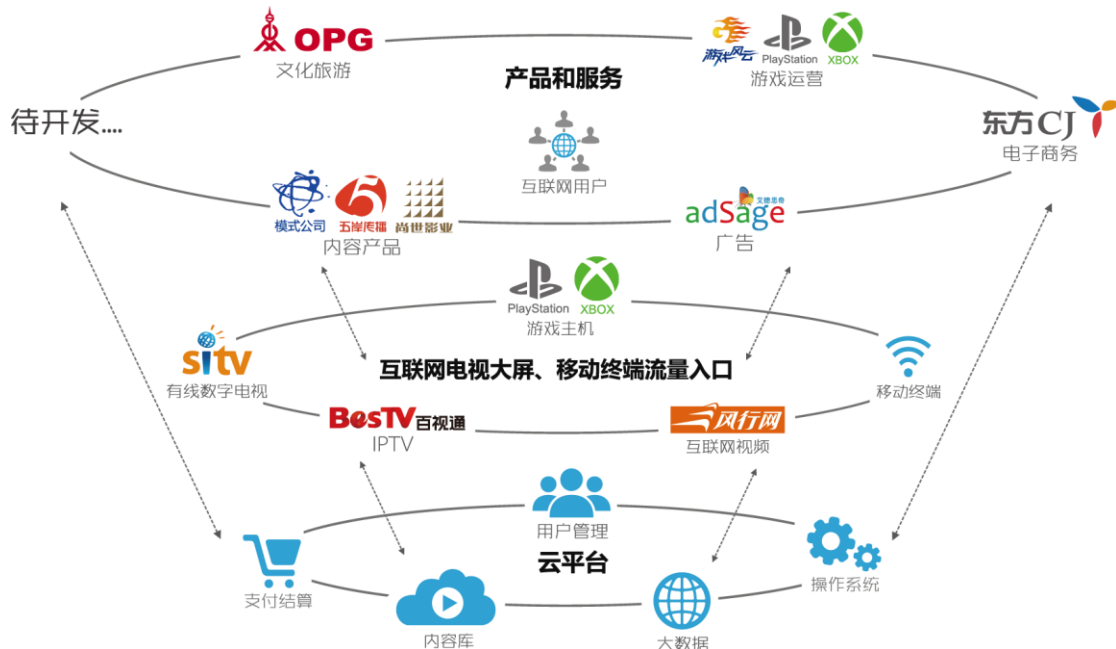 OPG
文化旅游
游戏风云
PlayStation
XBOX
游戏运营
产品和服务
待开发....
东方CJ
电子商务
互联网用户
模式公司
5
五岸传播
尚世影业
内容产品
艾德思奇
adSage
广告
PlayStation
XBOX
游戏主机
sitv
有线数字电视
互联网电视大屏、移动终端流量入口
移动终端
BesTV百视通
IPTV
风行网
互联网视频
用户管理
云平台
支付结算
操作系统
内容库
大数据